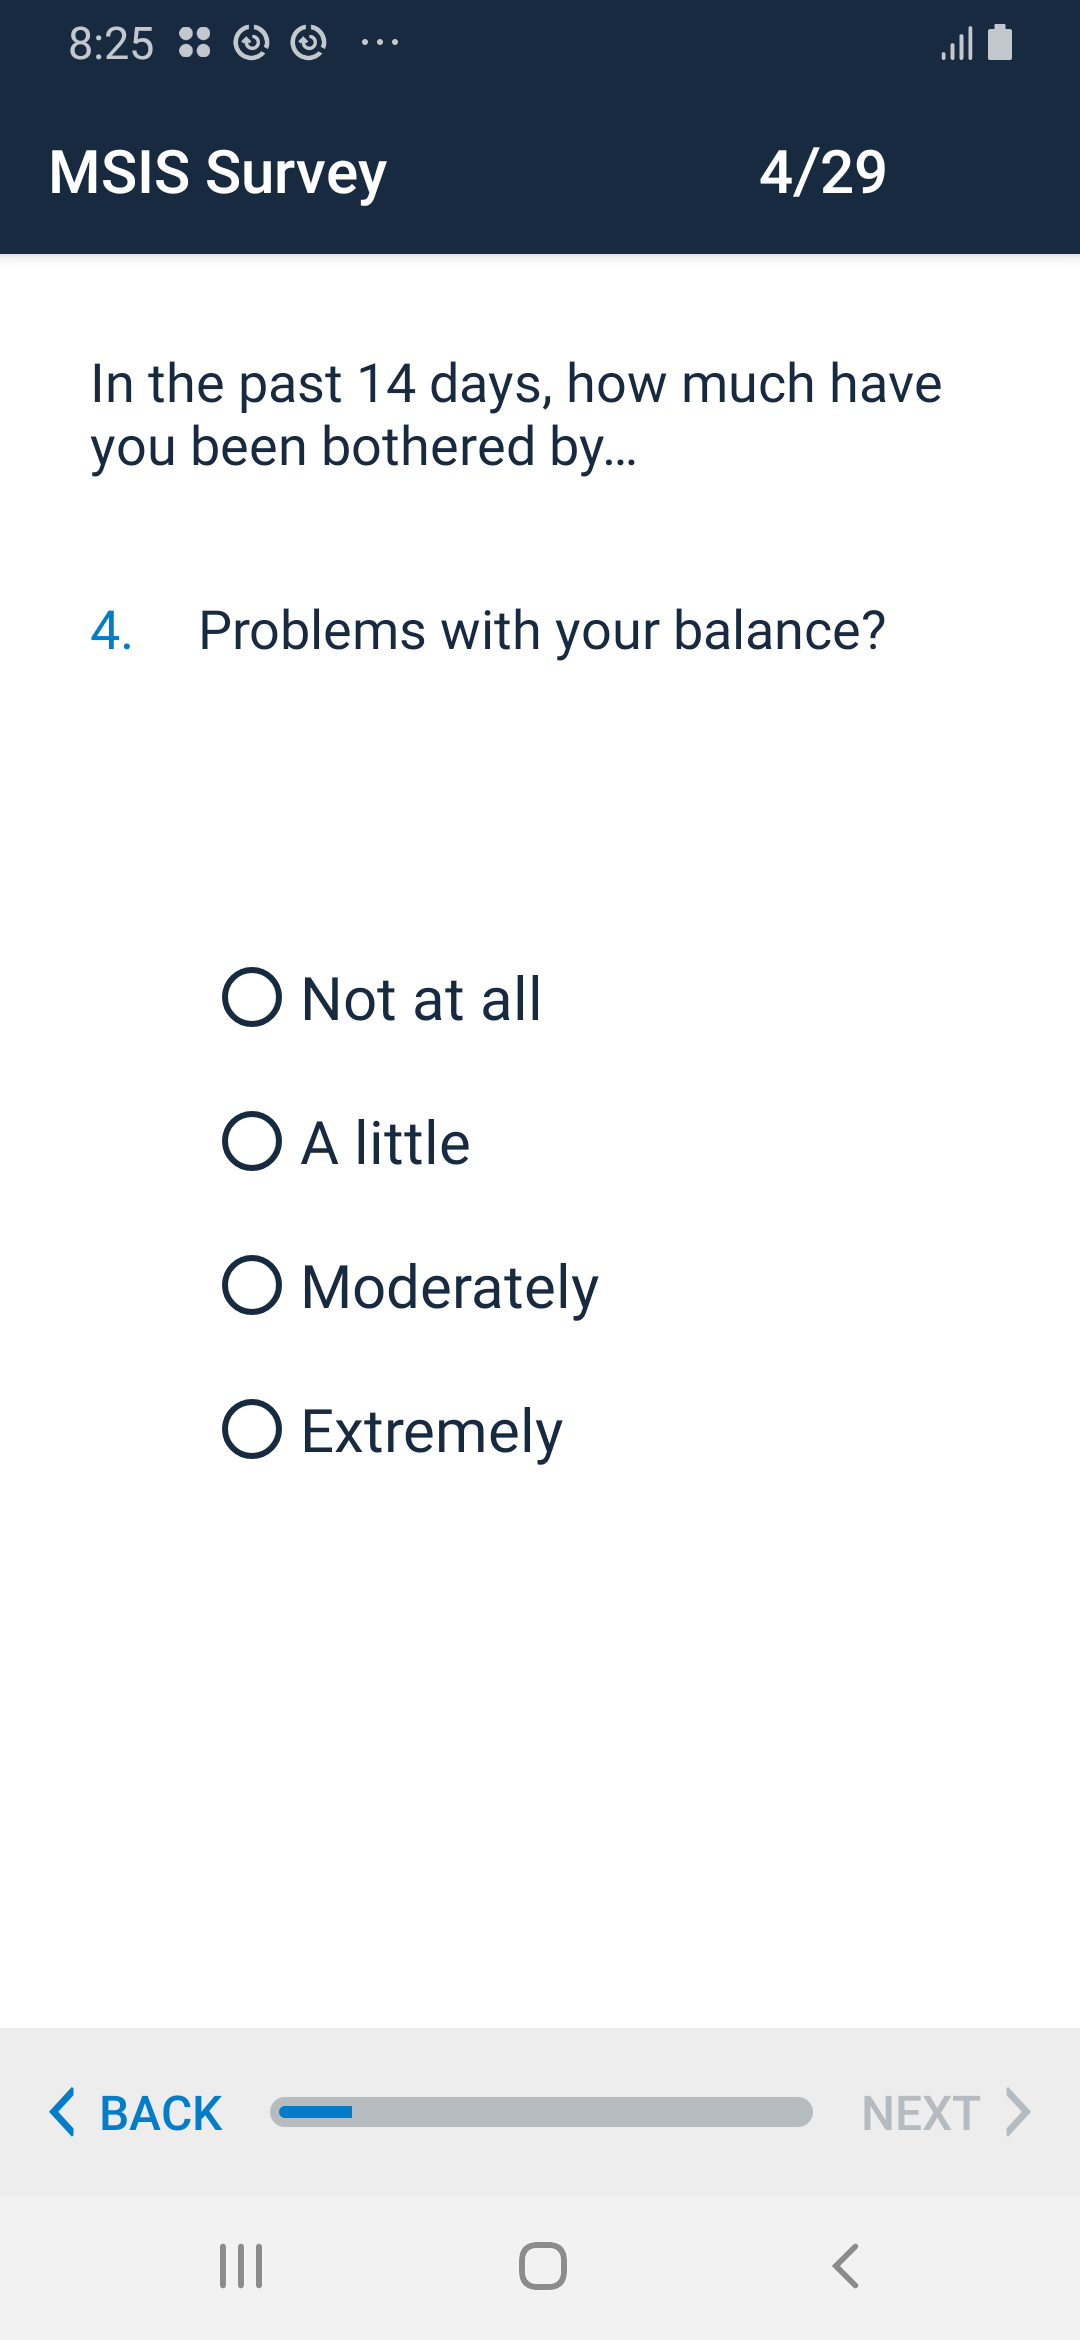 8:25
MSIS Survey 4/29
In the past 14 days, how much have
you been bothered by...
4. Problems with your balance?
Not at all
A little
Moderately
Extremely
BACK NEXT